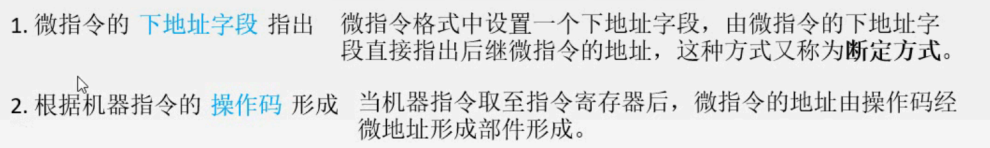 1. 微指令的 下地址字段 指出 微指令格式中设置一个下地址字段，由微指令的下地址字
段直接指出后继微指令的地址，这种方式又称为断定方式。
2. 根据机器指令的 操作码 形成 当机器指令取至指令寄存器后，微指令的地址由操作码经
微地址形成部件形成。